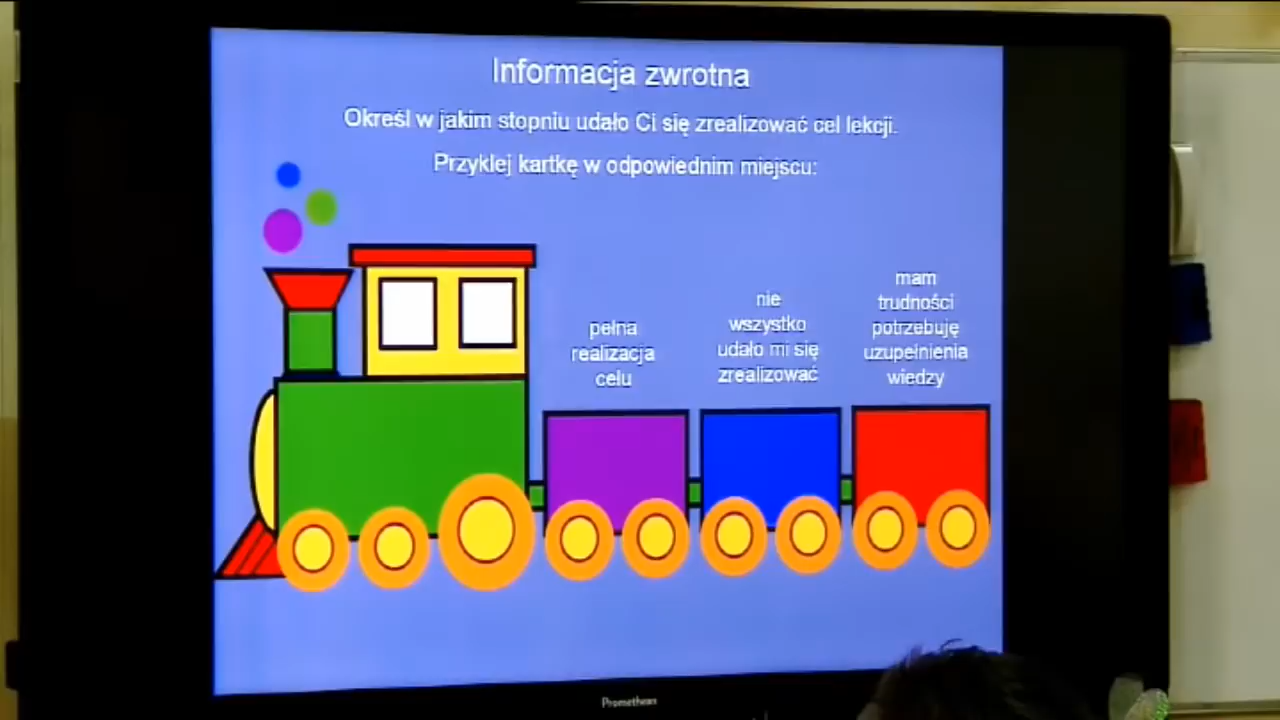 Informacja zwrotna
Określ w jakim stopniu udało Ci się zrealizować cel lekcji.
Przyklej kartkę w odpowiednim miejscu:
pełna
realizacja
celu
nie
wszystko
udało mi się
zrealizować
mam
trudności
potrzebuję
uzupełnienia
wiedzy
Promethean